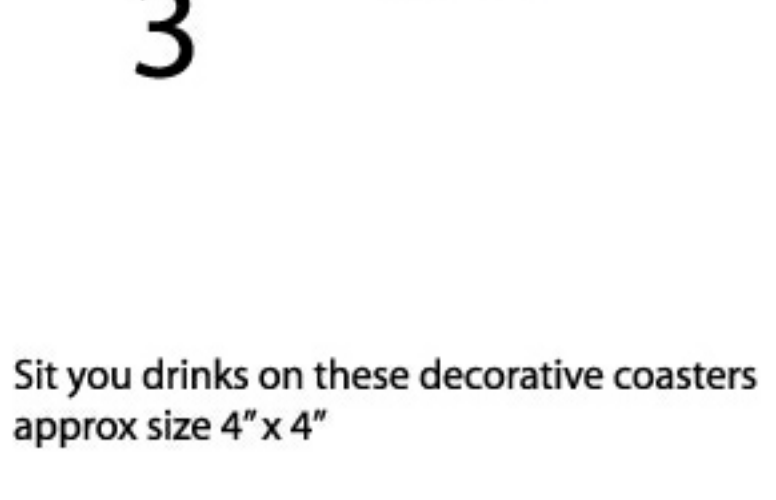 3
Sit you drinks on these decorative coasters
approx size 4" x 4"